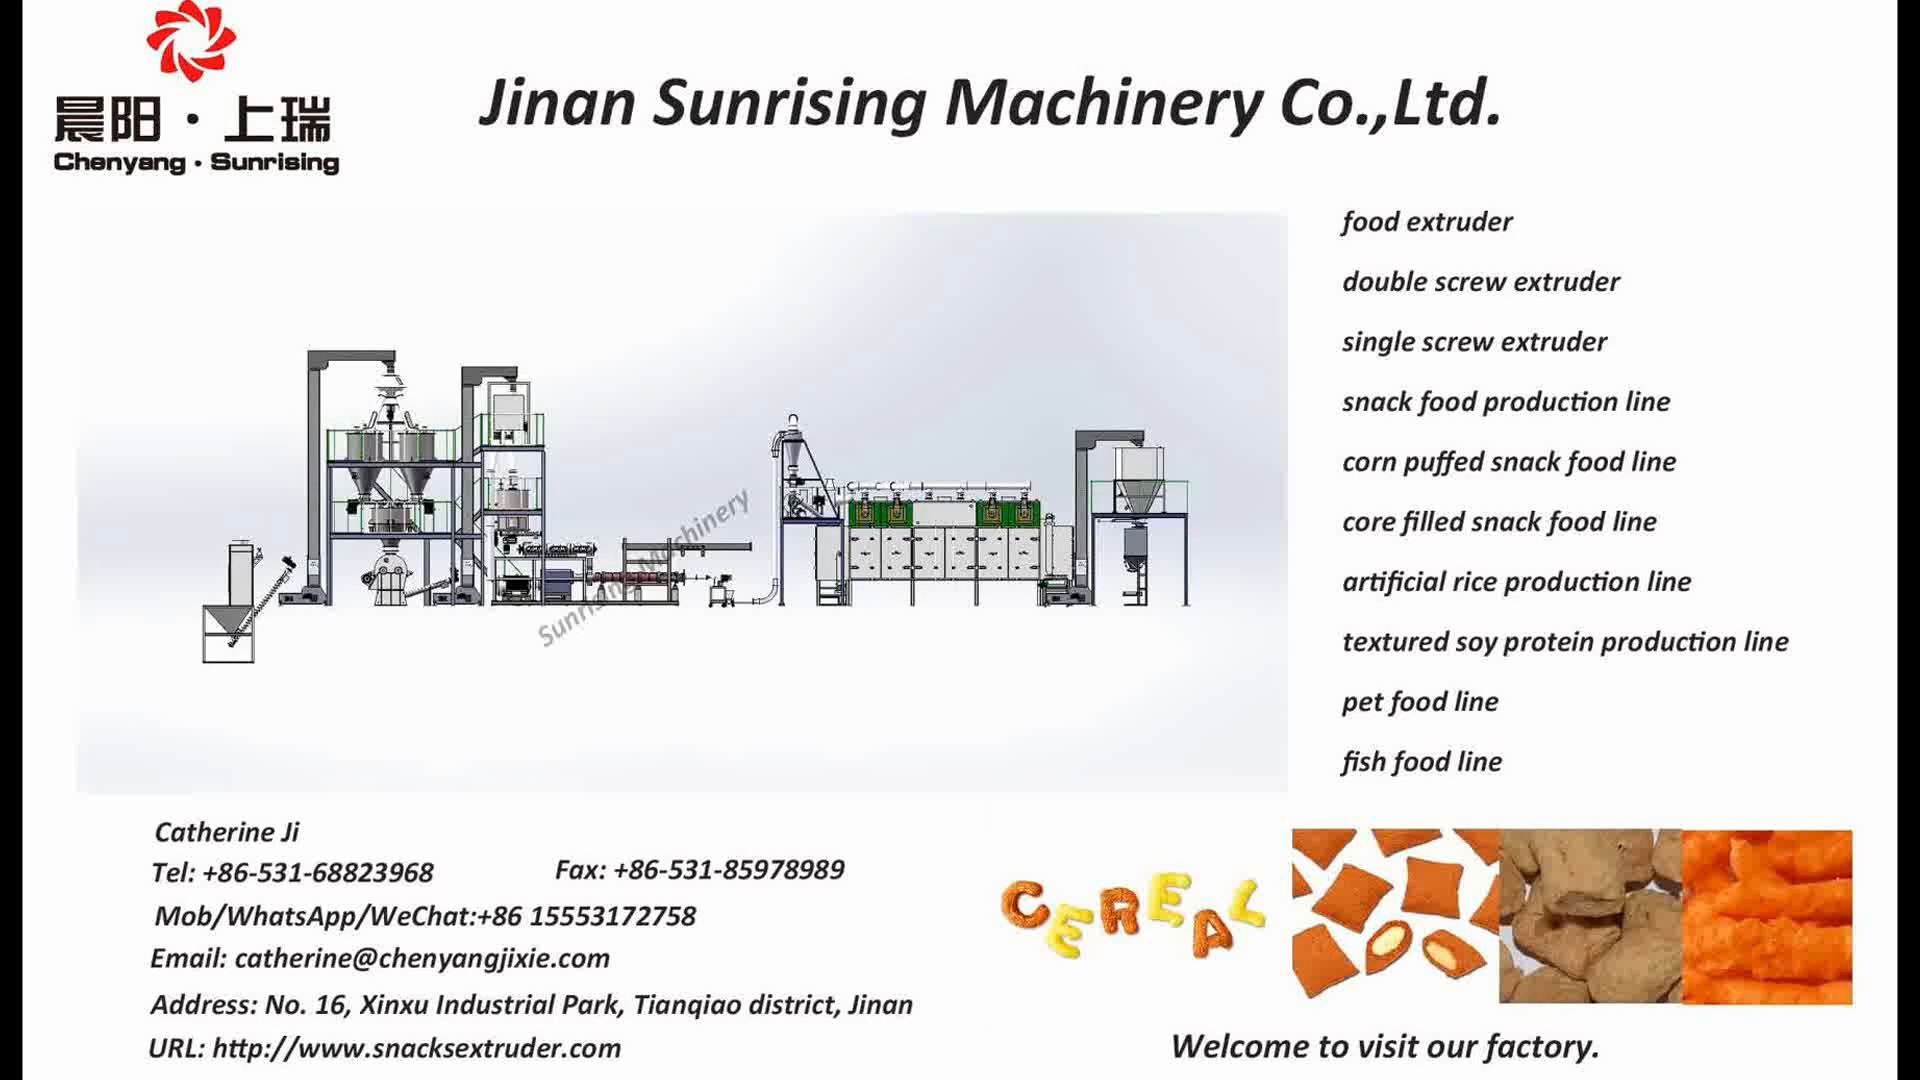 晨阳·上瑞
Chenyang·Sunrising
Jinan Sunrising Machinery Co.,Ltd.
food extruder
double screw extruder
single screw extruder
snack food production line
corn puffed snack food line
core filled snack food line
artificial rice production line
textured soy protein production line
pet food line
fish food line
Sunrising Machinery
Catherine Ji
Tel: +86-531-68823968 Fax: +86-531-85978989
Mob/WhatsApp/WeChat:+86 15553172758
Email: catherine@chenyangjixie.com
Address: No. 16, Xinxu Industrial Park, Tianqiao district, Jinan
URL: http://www.snacksextruder.com
CEREAL
Welcome to visit our factory.